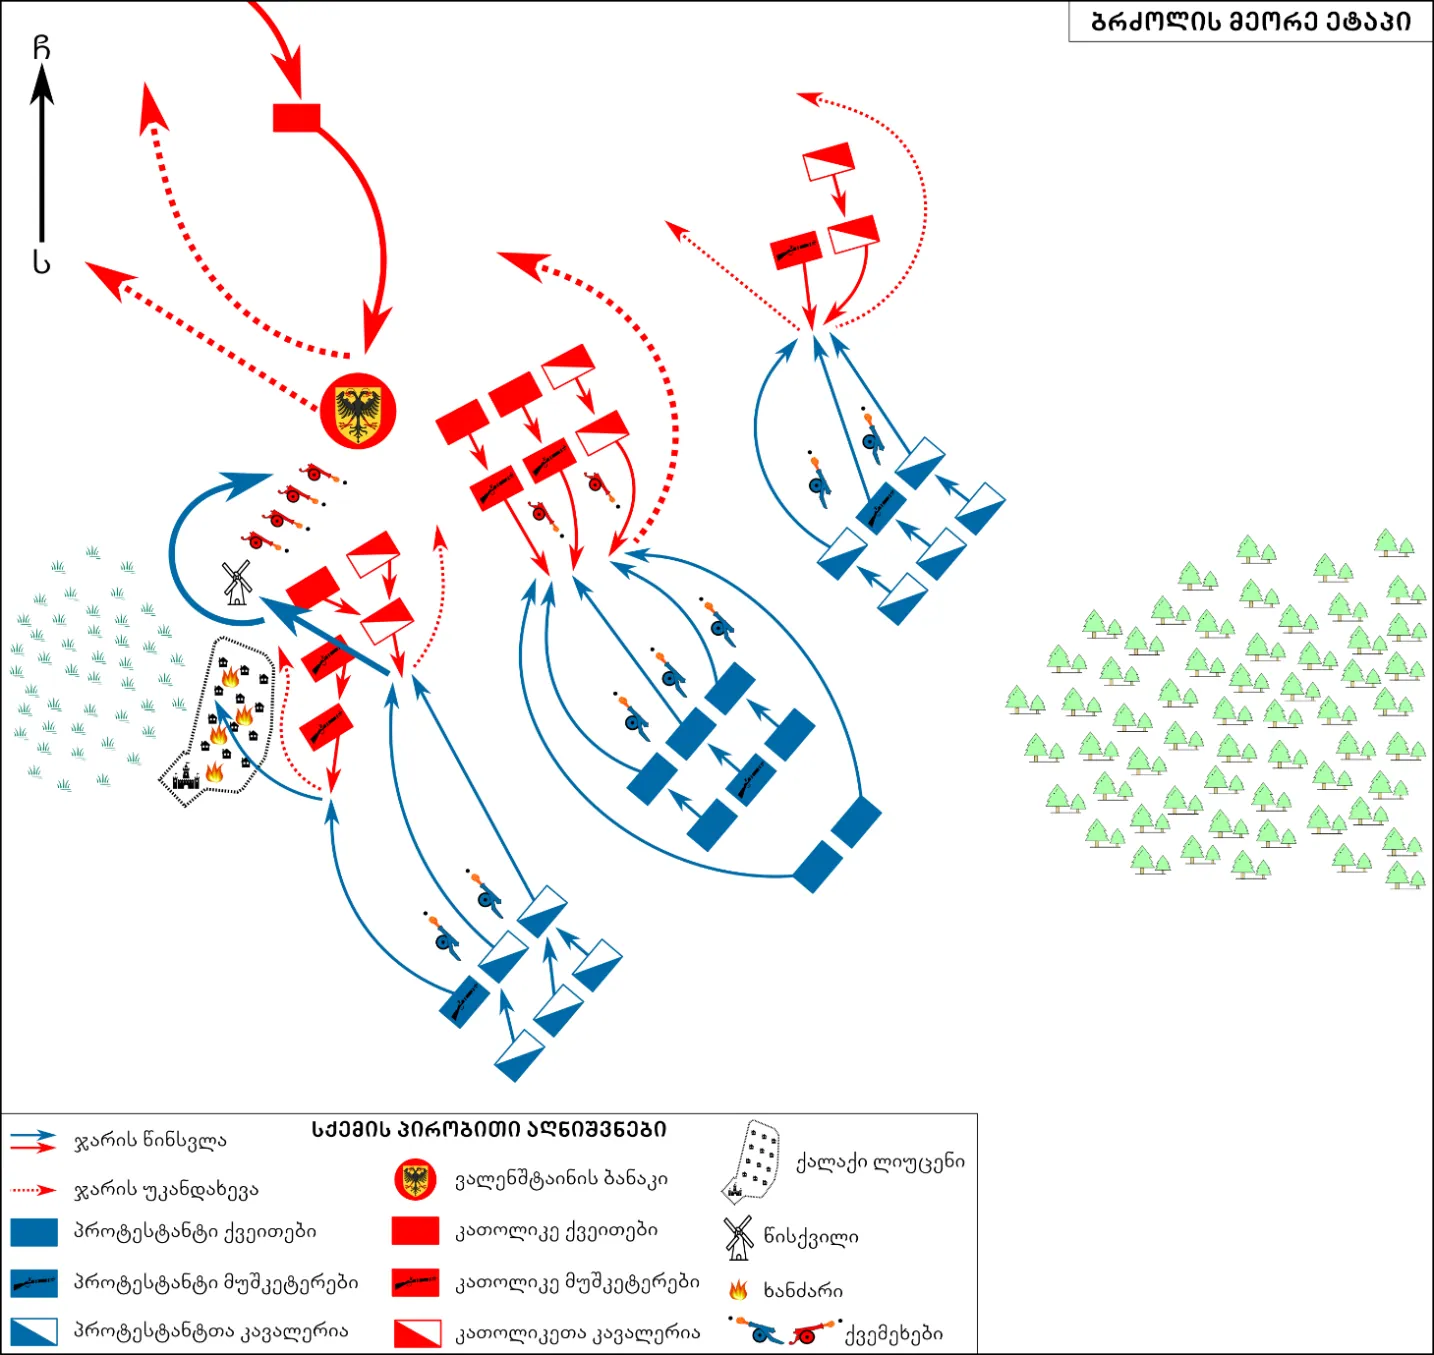 ბრძოლის მეორე ეტაპი
ჩ
ს
სქემის პირობითი აღნიშვნები
ჯარის წინსვლა
ჯარის უკანდახევა
პროტესტანტი ქვეითები
პროტესტანტი მუშკეტერები
პროტესტანტთა კავალერია
ვალენშტაინის ბანაკი
კათოლიკე ქვეითები
კათოლიკე მუშკეტერები
კათოლიკეთა კავალერია
ქალაქი ლიუცენი
წისქვილი
ხანძარი
ქვემეხები